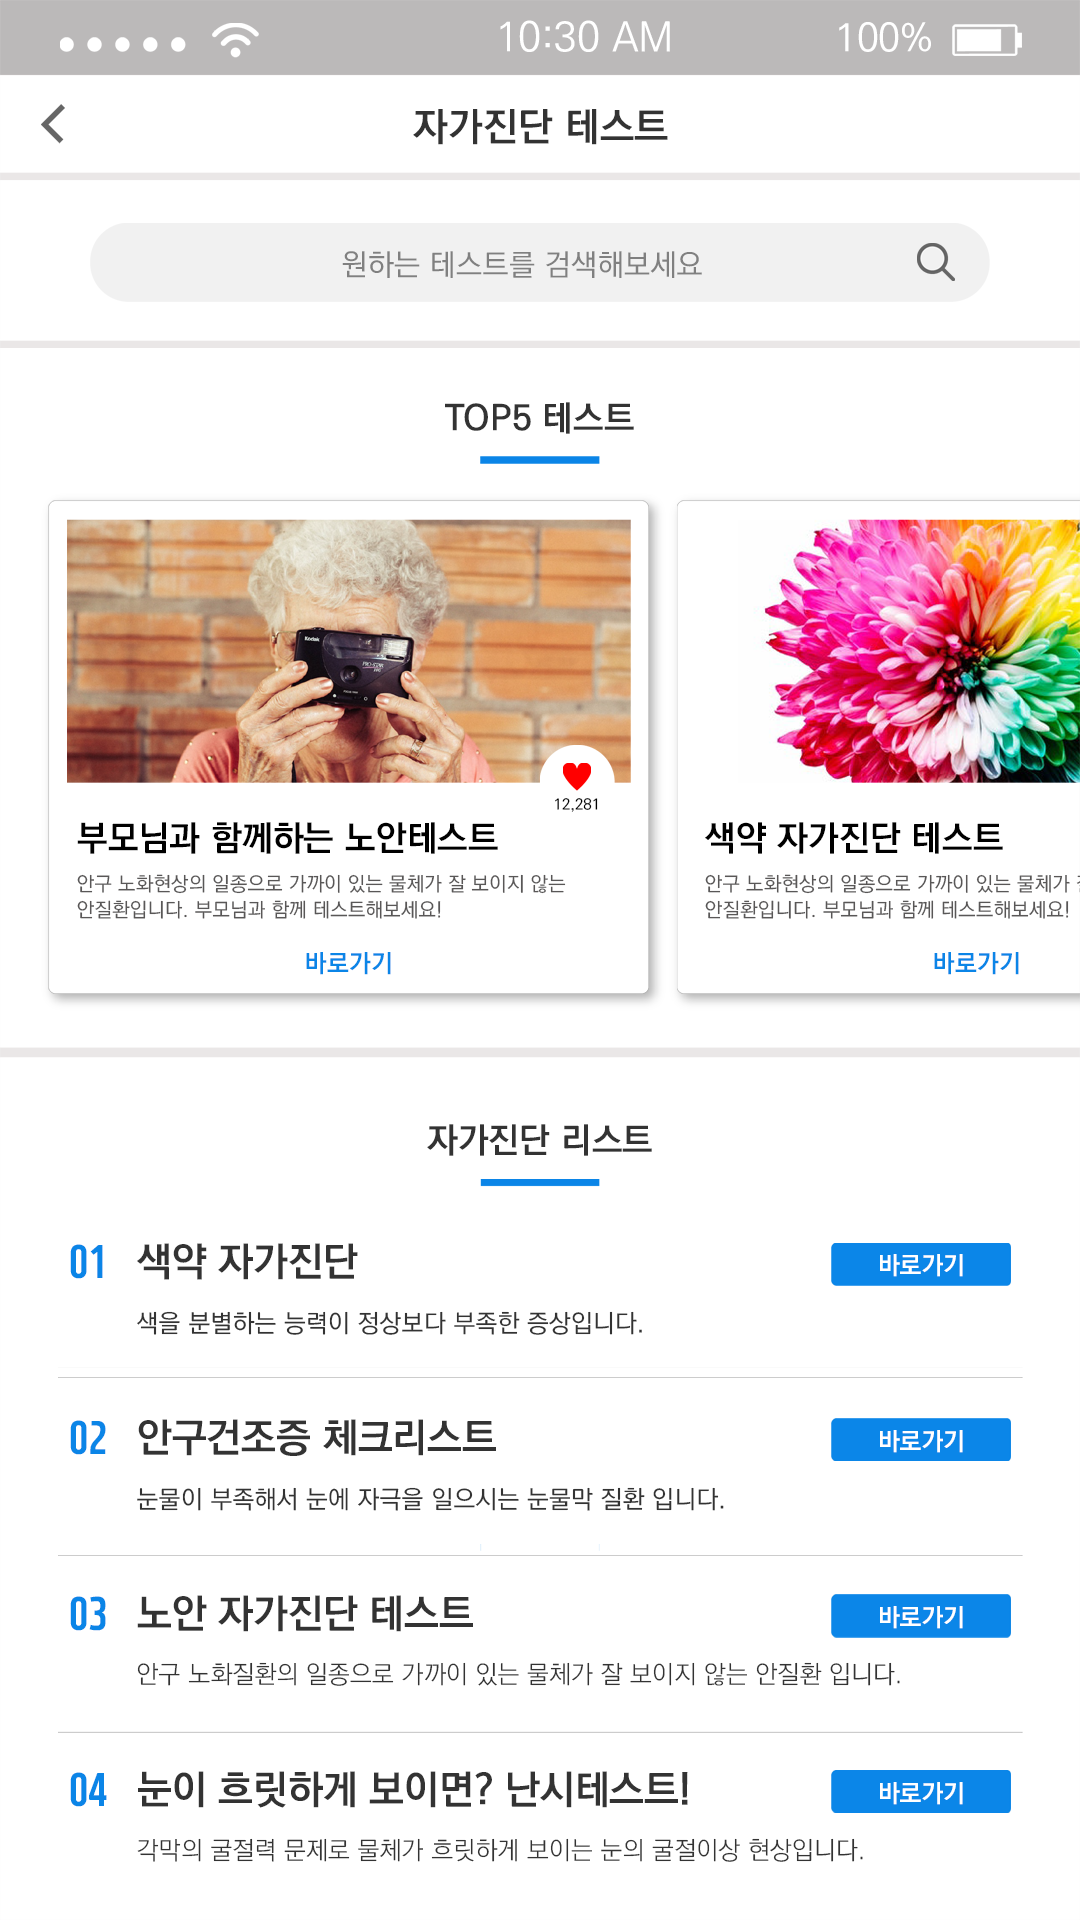 10:30 AM
100%
자가진단 테스트
원하는 테스트를 검색해보세요
TOP5 테스트
Kodak
PRO-STAR
12,281
부모님과 함께하는 노안테스트
안구 노화현상의 일종으로 가까이 있는 물체가 잘 보이지 않는
안질환입니다. 부모님과 함께 테스트해보세요!
바로가기
색약 자가진단 테스트
안구 노화현상의 일종으로 가까이 있는 물체가
안질환입니다. 부모님과 함께 테스트해보세요!
바로가기
자가진단 리스트
01 색약 자가진단
바로가기
색을 분별하는 능력이 정상보다 부족한 증상입니다.
02 안구건조증 체크리스트
바로가기
눈물이 부족해서 눈에 자극을 일으시는 눈물막 질환 입니다.
03 노안 자가진단 테스트
바로가기
안구 노화질환의 일종으로 가까이 있는 물체가 잘 보이지 않는 안질환 입니다.
04 눈이 흐릿하게 보이면? 난시테스트!
바로가기
각막의 굴절력 문제로 물체가 흐릿하게 보이는 눈의 굴절이상 현상입니다.